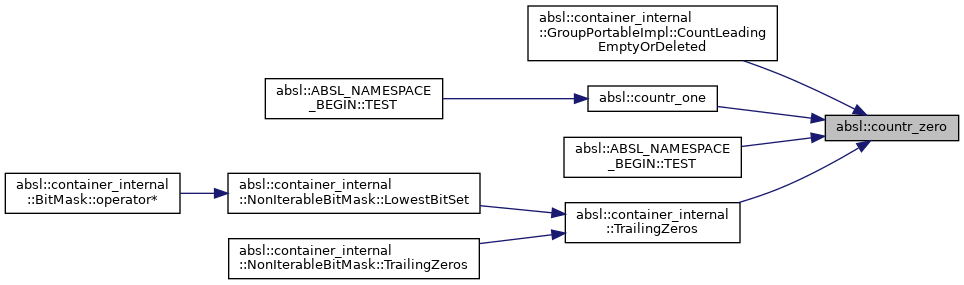 absl::container_internal
::GroupPortableImpl::CountLeading
EmptyOrDeleted
absl::ABSL_NAMESPACE
_BEGIN::TEST
absl::countr_one
absl::countr_zero
absl::ABSL_NAMESPACE
_BEGIN::TEST
absl::container_internal
::BitMask::operator*
absl::container_internal
::NonIterableBitMask::LowestBitSet
absl::container_internal
::TrailingZeros
absl::container_internal
::NonIterableBitMask::TrailingZeros